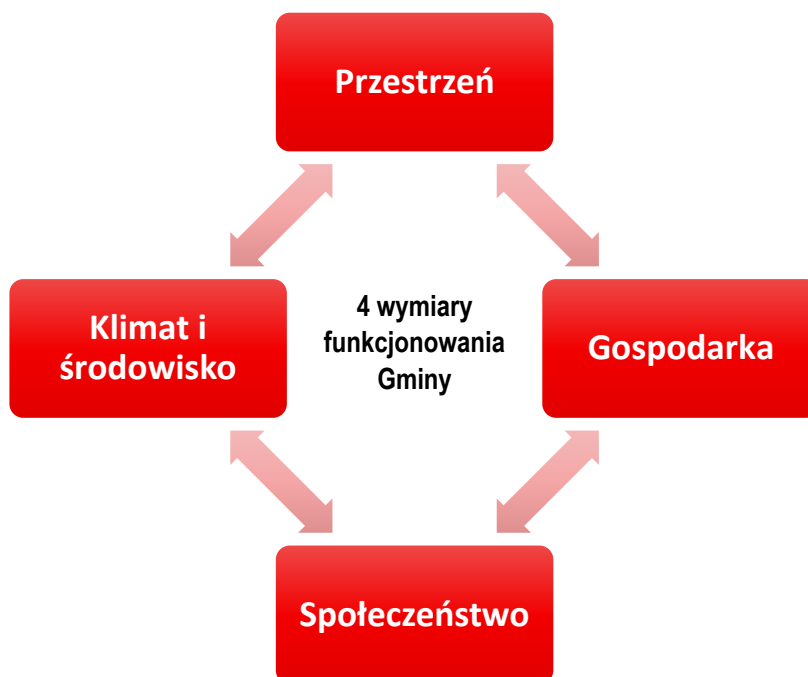 Przestrzeń
Klimat i
środowisko
4 wymiary
funkcjonowania
Gminy
Gospodarka
Społeczeństwo